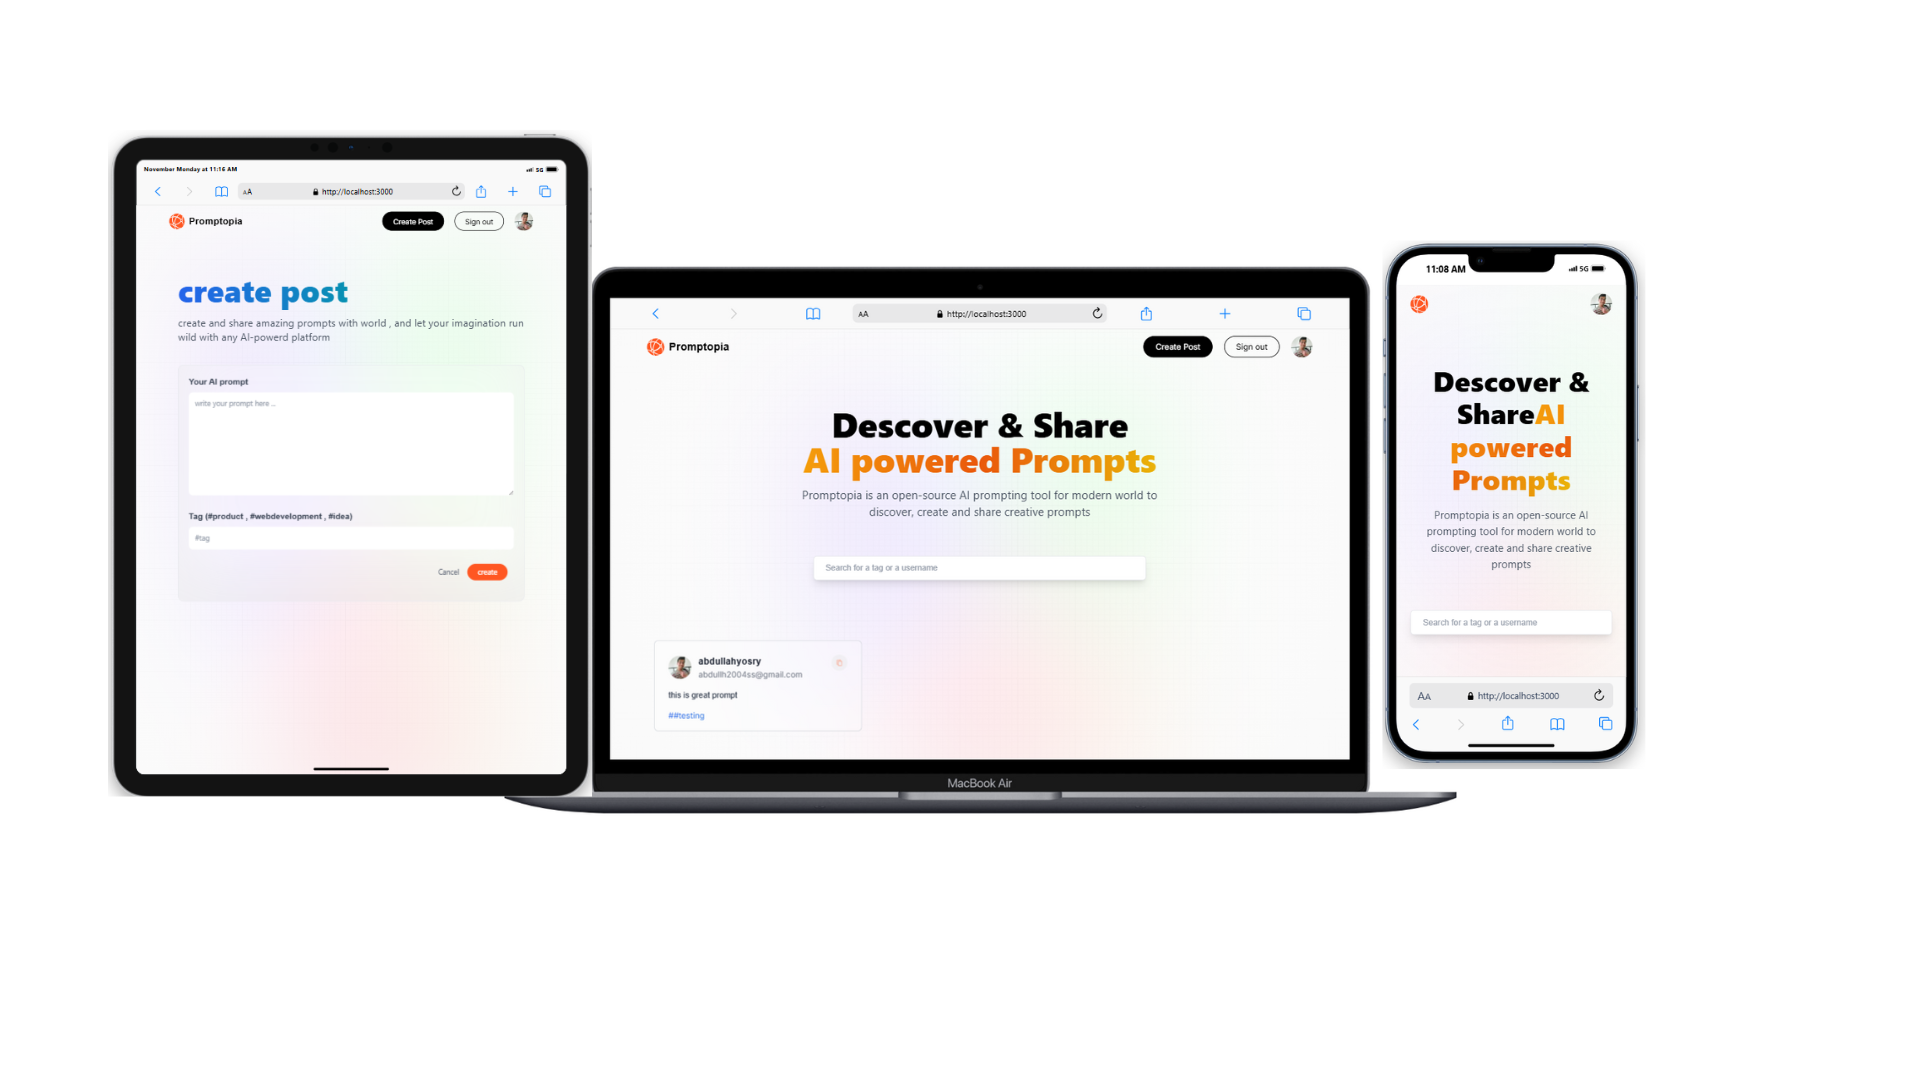 November Monday at 11:16 AM
5G
AA
http://localhost:3000
Promptopia
Create Post
Sign out
create post
create and share amazing prompts with world , and let your imagination run
wild with any AI-powerd platform
Your AI prompt
write your prompt here ...
Tag (#product , #webdevelopment , #idea)
#tag
Cancel
create
AA
http://localhost:3000
Promptopia
Create Post
Sign out
Descover & Share
AI powered Prompts
Promptopia is an open-source AI prompting tool for modern world to
discover, create and share creative prompts
Search for a tag or a username
abdullahyosry
abdullh2004ss@gmail.com
this is great prompt
##testing
MacBook Air
11:08 AM
5G
Descover &
ShareAI
powered
Prompts
Promptopia is an open-source AI
prompting tool for modern world to
discover, create and share creative
prompts
Search for a tag or a username
AA
http://localhost:3000